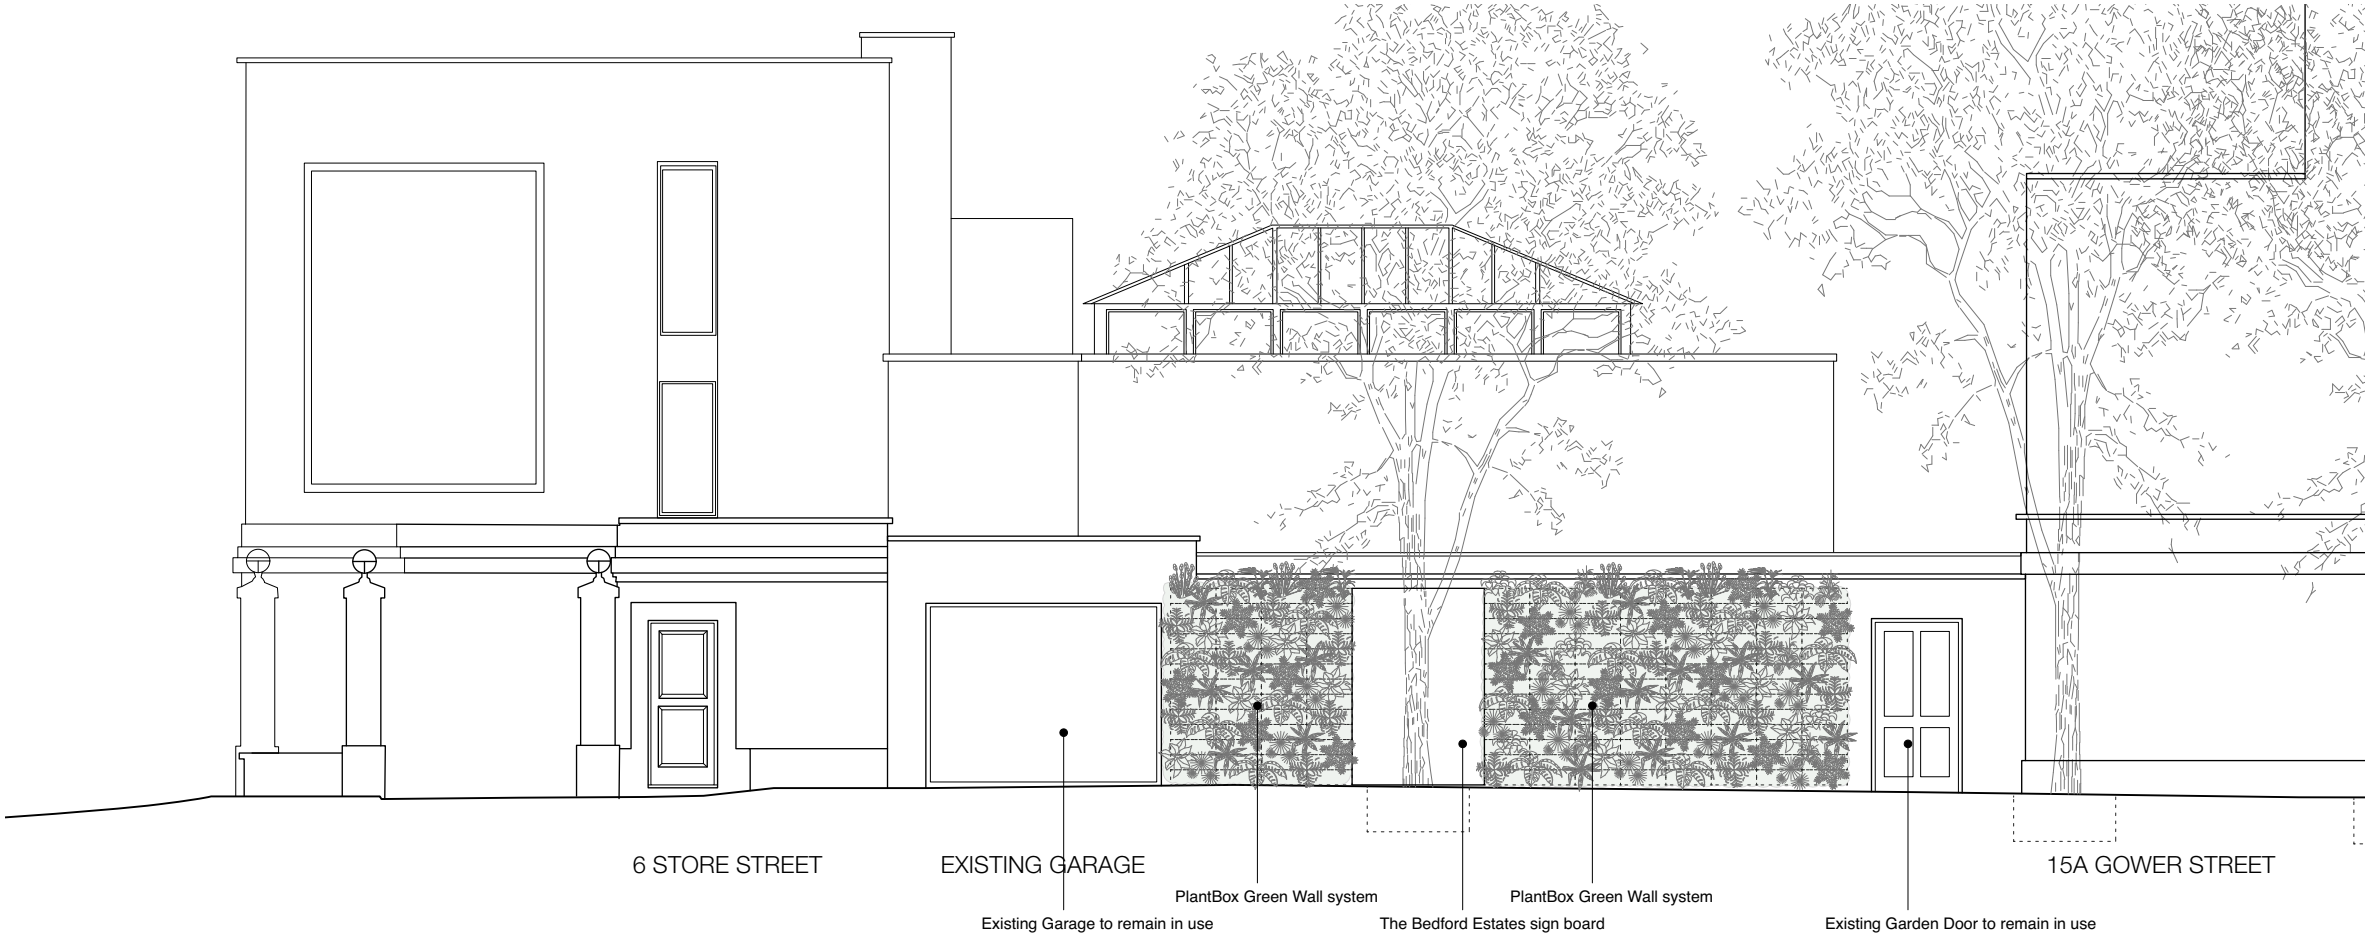 6 STORE STREET
EXISTING GARAGE
15A GOWER STREET
PlantBox Green Wall system
PlantBox Green Wall system
Existing Garage to remain in use
The Bedford Estates sign board
Existing Garden Door to remain in use